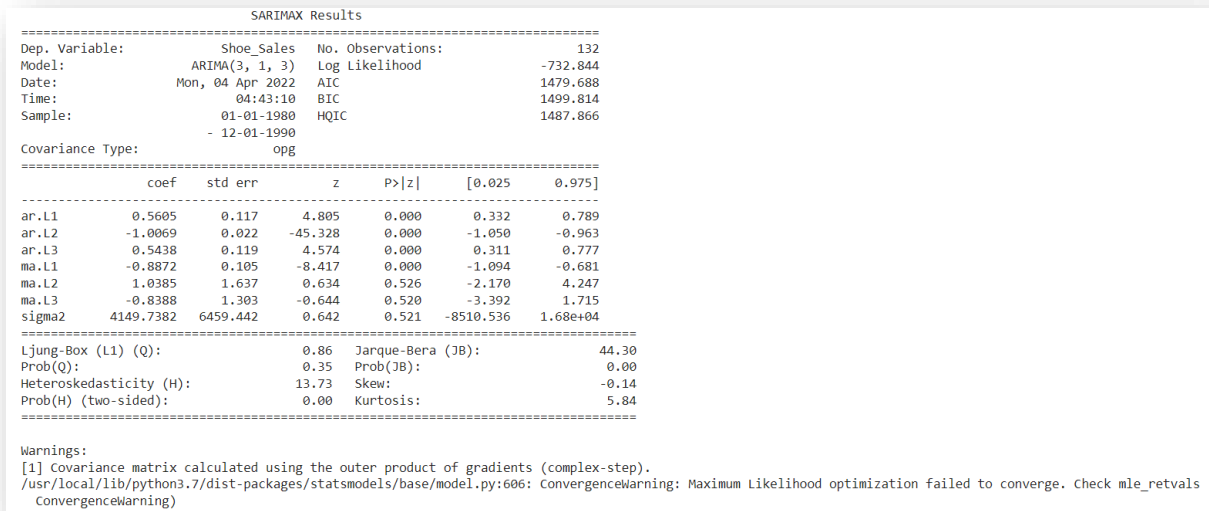 SARIMAX Results
==============================================================================
Dep. Variable: Shoe_Sales No. Observations: 132
Model: ARIMA(3, 1, 3) Log Likelihood -732.844
Date: Mon, 04 Apr 2022 AIC 1479.688
Time: 04:43:10 BIC 1499.814
Sample: 01-01-1980 HQIC 1487.866
- 12-01-1990
Covariance Type: opg
==============================================================================
coef std err z P>|z| [0.025 0.975]
------------------------------------------------------------------------------
ar.L1 0.5605 0.117 4.805 0.000 0.332 0.789
ar.L2 -1.0069 0.022 -45.328 0.000 -1.050 -0.963
ar.L3 0.5438 0.119 4.574 0.000 0.311 0.777
ma.L1 -0.8872 0.105 -8.417 0.000 -1.094 -0.681
ma.L2 1.0385 1.637 0.634 0.526 -2.170 4.247
ma.L3 -0.8388 1.303 -0.644 0.520 -3.392 1.715
sigma2 4149.7382 6459.442 0.642 0.521 -8510.536 1.68e+04
===================================================================================
Ljung-Box (L1) (Q): 0.86 Jarque-Bera (JB): 44.30
Prob(Q): 0.35 Prob(JB): 0.00
Heteroskedasticity (H): 13.73 Skew: -0.14
Prob(H) (two-sided): 0.00 Kurtosis: 5.84
===================================================================================
Warnings:
[1] Covariance matrix calculated using the outer product of gradients (complex-step).
/usr/local/lib/python3.7/dist-packages/statsmodels/base/model.py:606: ConvergenceWarning: Maximum Likelihood optimization failed to converge. Check mle_retvals
ConvergenceWarning)